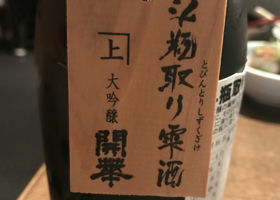 斗瓶取り雫酒
とびんとりしずくざけ
上
大吟醸
開華